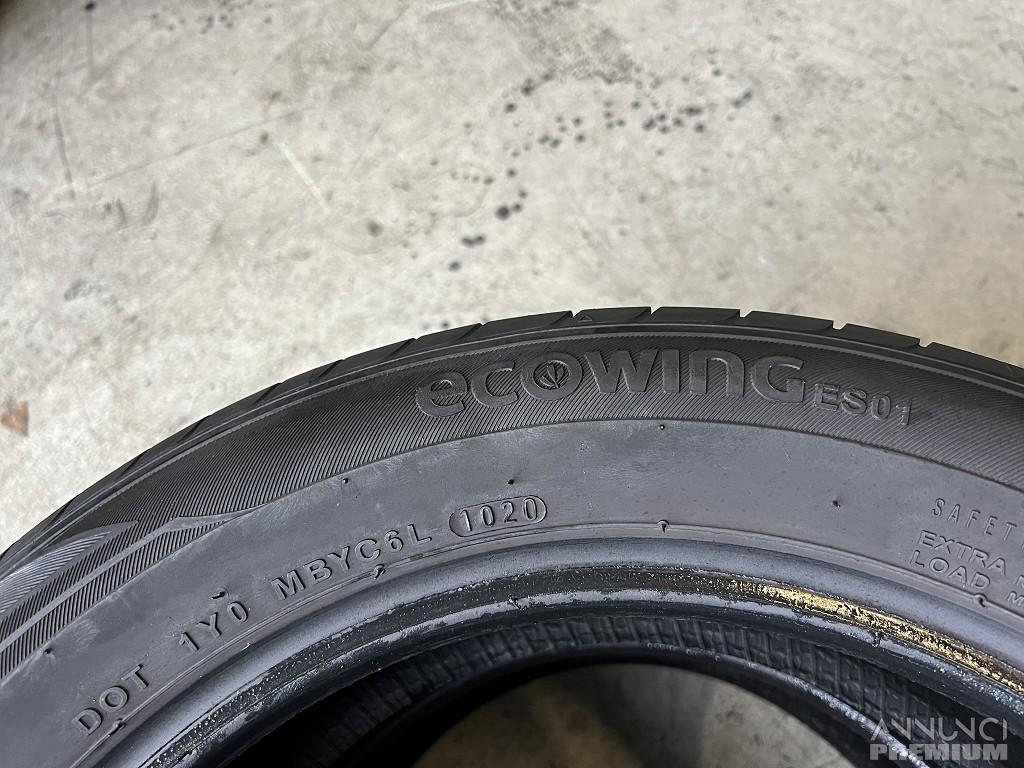 ecowing ES01
DOT 1Y0 MBYC6L 1020
EXTRA
LOAD
ANNUNCI
PREMIUM